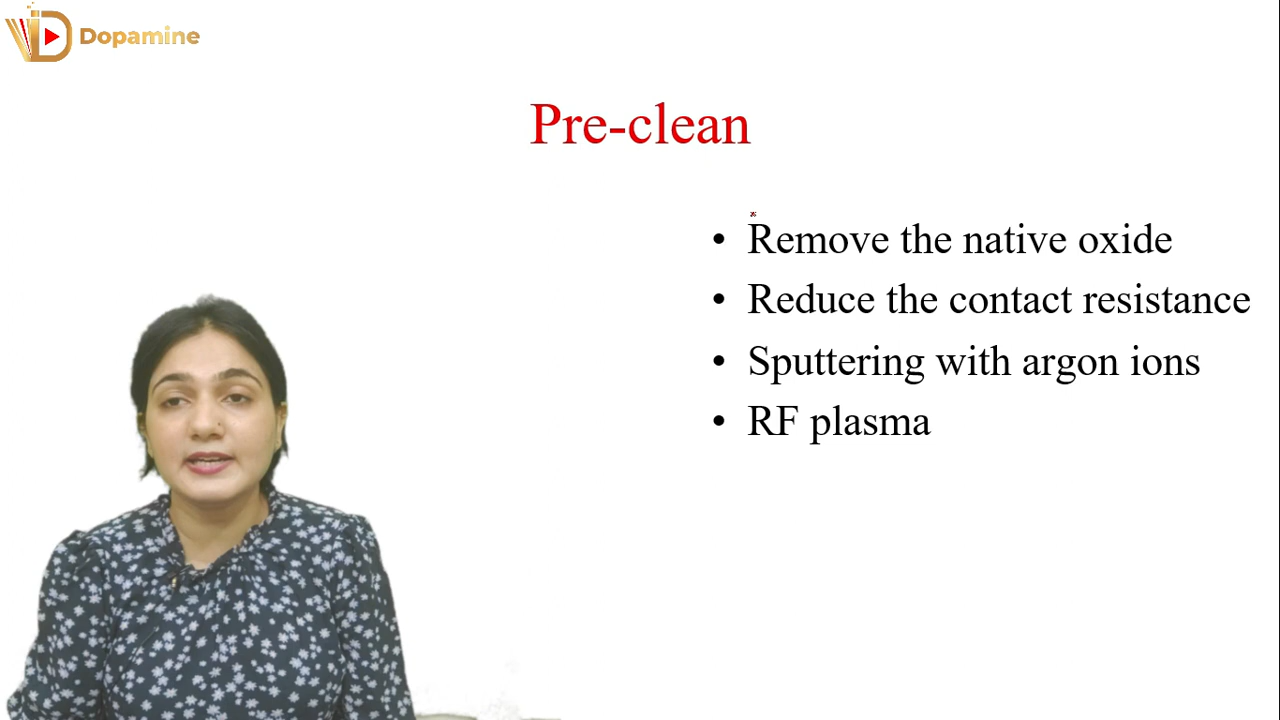 Dopamine
Pre-clean
• Remove the native oxide
• Reduce the contact resistance
• Sputtering with argon ions
• RF plasma